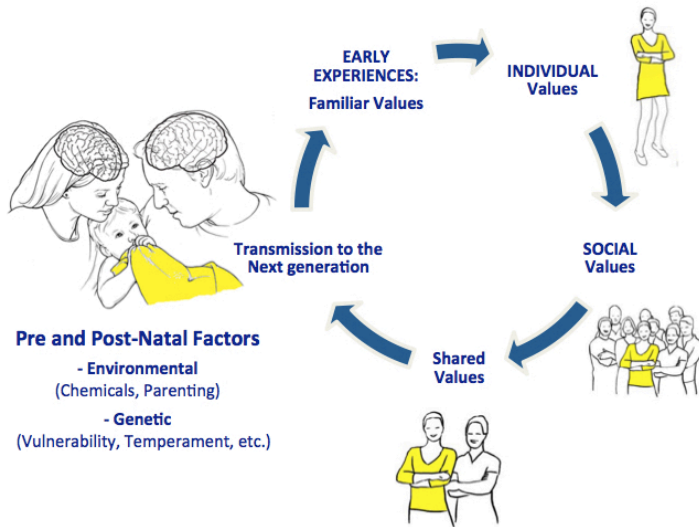 EARLY
EXPERIENCES:
Familiar Values
INDIVIDUAL
Values
SOCIAL
Values
Shared
Values
Transmission to the
Next generation
Pre and Post-Natal Factors
- Environmental
(Chemicals, Parenting)
- Genetic
(Vulnerability, Temperament, etc.)